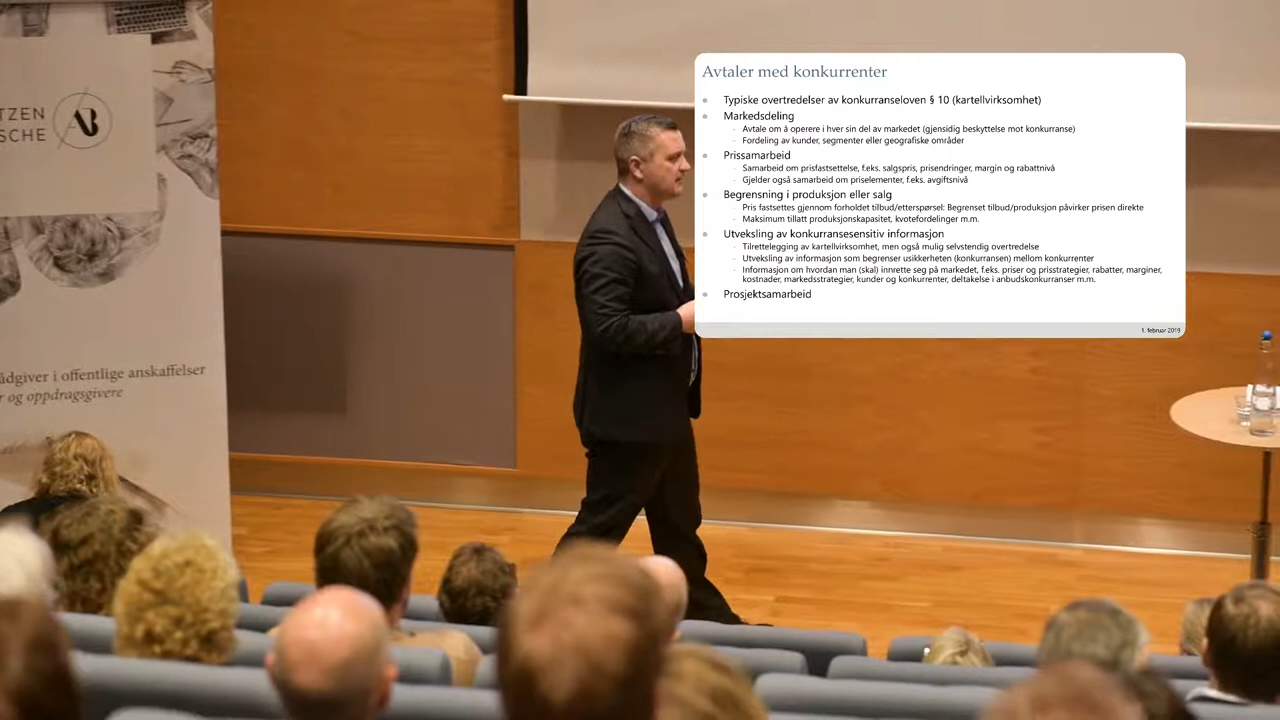 TZEN
SCHE
ådgiver i offentlige anskaffelser
r og oppdragsgivere
Avtaler med konkurrenter
Typiske overtredelser av konkurranseloven § 10 (kartellvirksomhet)
Markedsdeling
Avtale om å operere i hver sin del av markedet (gjensidig beskyttelse mot konkurranse)
Fordeling av kunder, segmenter eller geografiske områder
Prissamarbeid
Samarbeid om prisfastsettelse, f.eks. salgspris, prisendringer, margin og rabattnivå
Gjelder også samarbeid om priselementer, f.eks. avgiftsnivå
Begrensning i produksjon eller salg
Pris fastsettes gjennom forholdet tilbud/etterspørsel: Begrenset tilbud/produksjon påvirker prisen direkte
Maksimum tillatt produksjonskapasitet, kvotefordelinger m.m.
Utveksling av konkurransesensitiv informasjon
Tilrettelegging av kartellvirksomhet, men også mulig selvstendig overtredelse
Utveksling av informasjon som begrenser usikkerheten (konkurransen) mellom konkurrenter
Informasjon om hvordan man (skal) innrette seg på markedet, f.eks. priser og prisstrategier, rabatter, marginer,
kostnader, markedsstrategier, kunder og konkurrenter, deltakelse i anbudskonkurranser m.m.
Prosjektsamarbeid
1. februar 2019